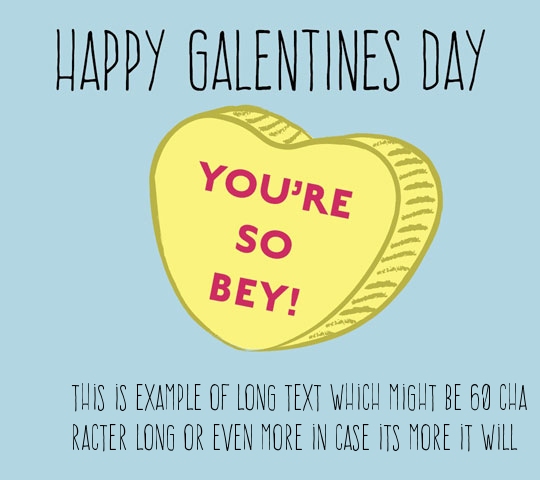 HAPPY GALENTINES DAY
YOU'RE
SO
BEY!
THIS IS EXAMPLE OF LONG TEXT WHICH MIGHT BE 60 CHA
RACTER LONG OR EVEN MORE IN CASE ITS MORE IT WILL